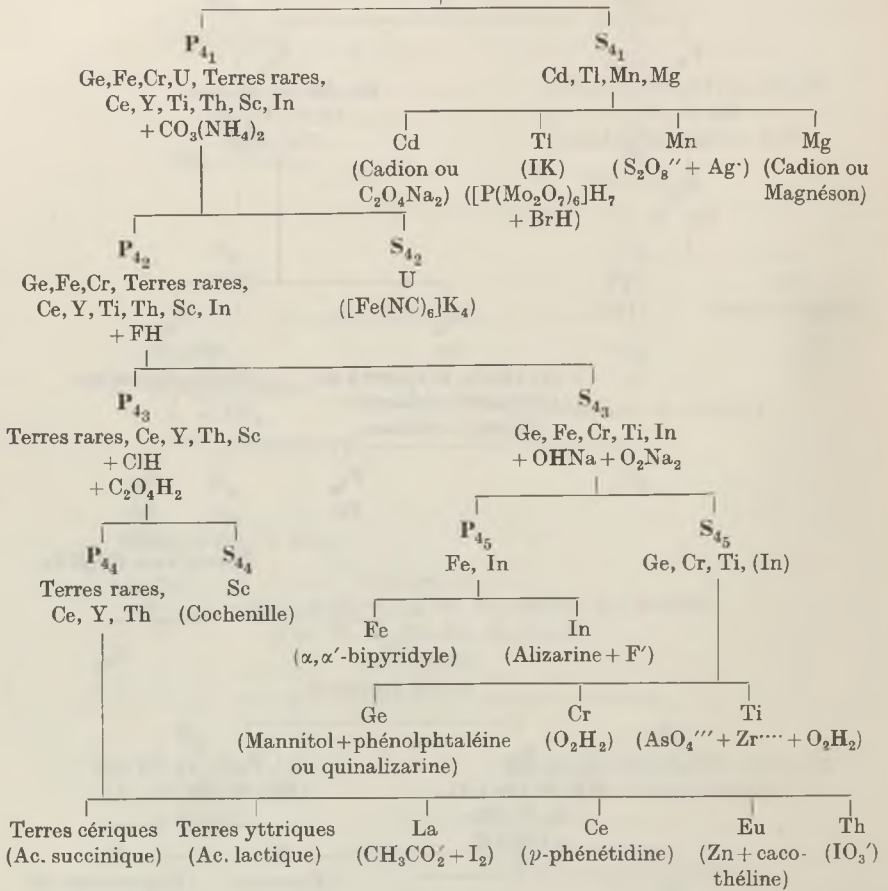 P₄₁ S₄₁
Ge,Fe,Cr,U, Terres rares, Cd, Tl, Mn, Mg
Ce, Y, Ti, Th, Sc, In
+ CO₃(NH₄)₂
Cd Tl Mn Mg
(Cadion ou (IK) (S₂O₈′′ + Ag·) (Cadion ou
C₂O₄Na₂) ([P(Mo₂O₇)₆]H₇ Magnéson)
+ BrH)
P₄₂ S₄₂
Ge,Fe,Cr, Terres rares, U
Ce, Y, Ti, Th, Sc, In ([Fe(NC)₆]K₄)
+ FH
P₄₃ S₄₃
Terres rares, Ce, Y, Th, Sc Ge, Fe, Cr, Ti, In
+ ClH + OHNa + O₂Na₂
+ C₂O₄H₂
P₄₅ S₄₅
P₄₄ S₄₄ Fe, In Ge, Cr, Ti, (In)
Terres rares, Sc
Ce, Y, Th (Cochenille)
Fe In
(α,α′-bipyridyle) (Alizarine + F′)
Ge Cr Ti
(Mannitol+phénolphtaléine (O₂H₂) (AsO₄′′′ + Zr···· + O₂H₂)
ou quinalizarine)
Terres cériques Terres yttriques La Ce Eu Th
(Ac. succinique) (Ac. lactique) (CH₃CO₂′ + I₂) (p-phénétidine) (Zn + caco- (IO₃′)
théline)